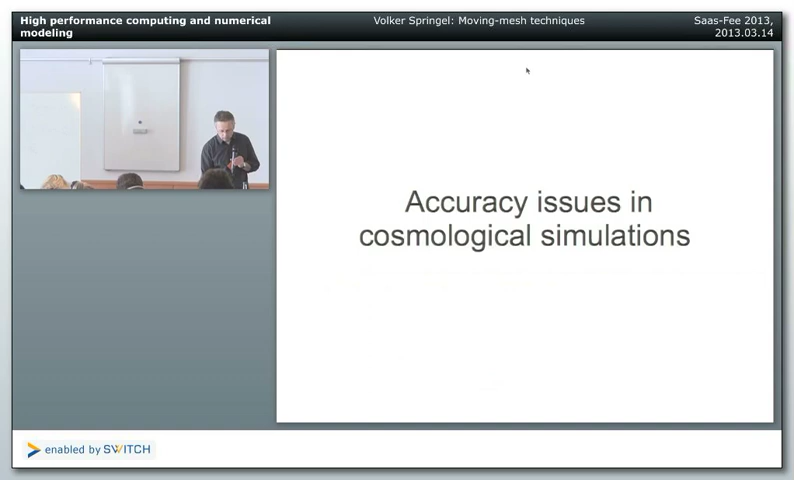 High performance computing and numerical
modeling
Volker Springel: Moving-mesh techniques
Saas-Fee 2013,
2013.03.14
Accuracy issues in
cosmological simulations
enabled by SWITCH